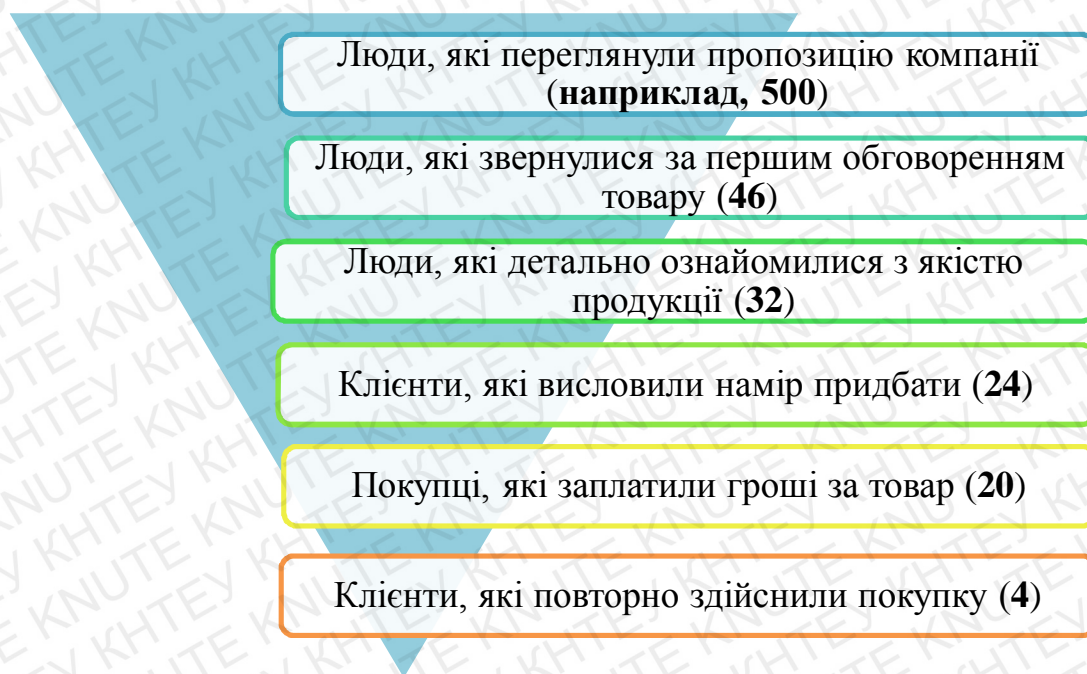 Люди, які переглянули пропозицію компанії
(наприклад, 500)
Люди, які звернулися за першим обговоренням
товару (46)
Люди, які детально ознайомилися з якістю
продукції (32)
Клієнти, які висловили намір придбати (24)
Покупці, які заплатили гроші за товар (20)
Клієнти, які повторно здійснили покупку (4)